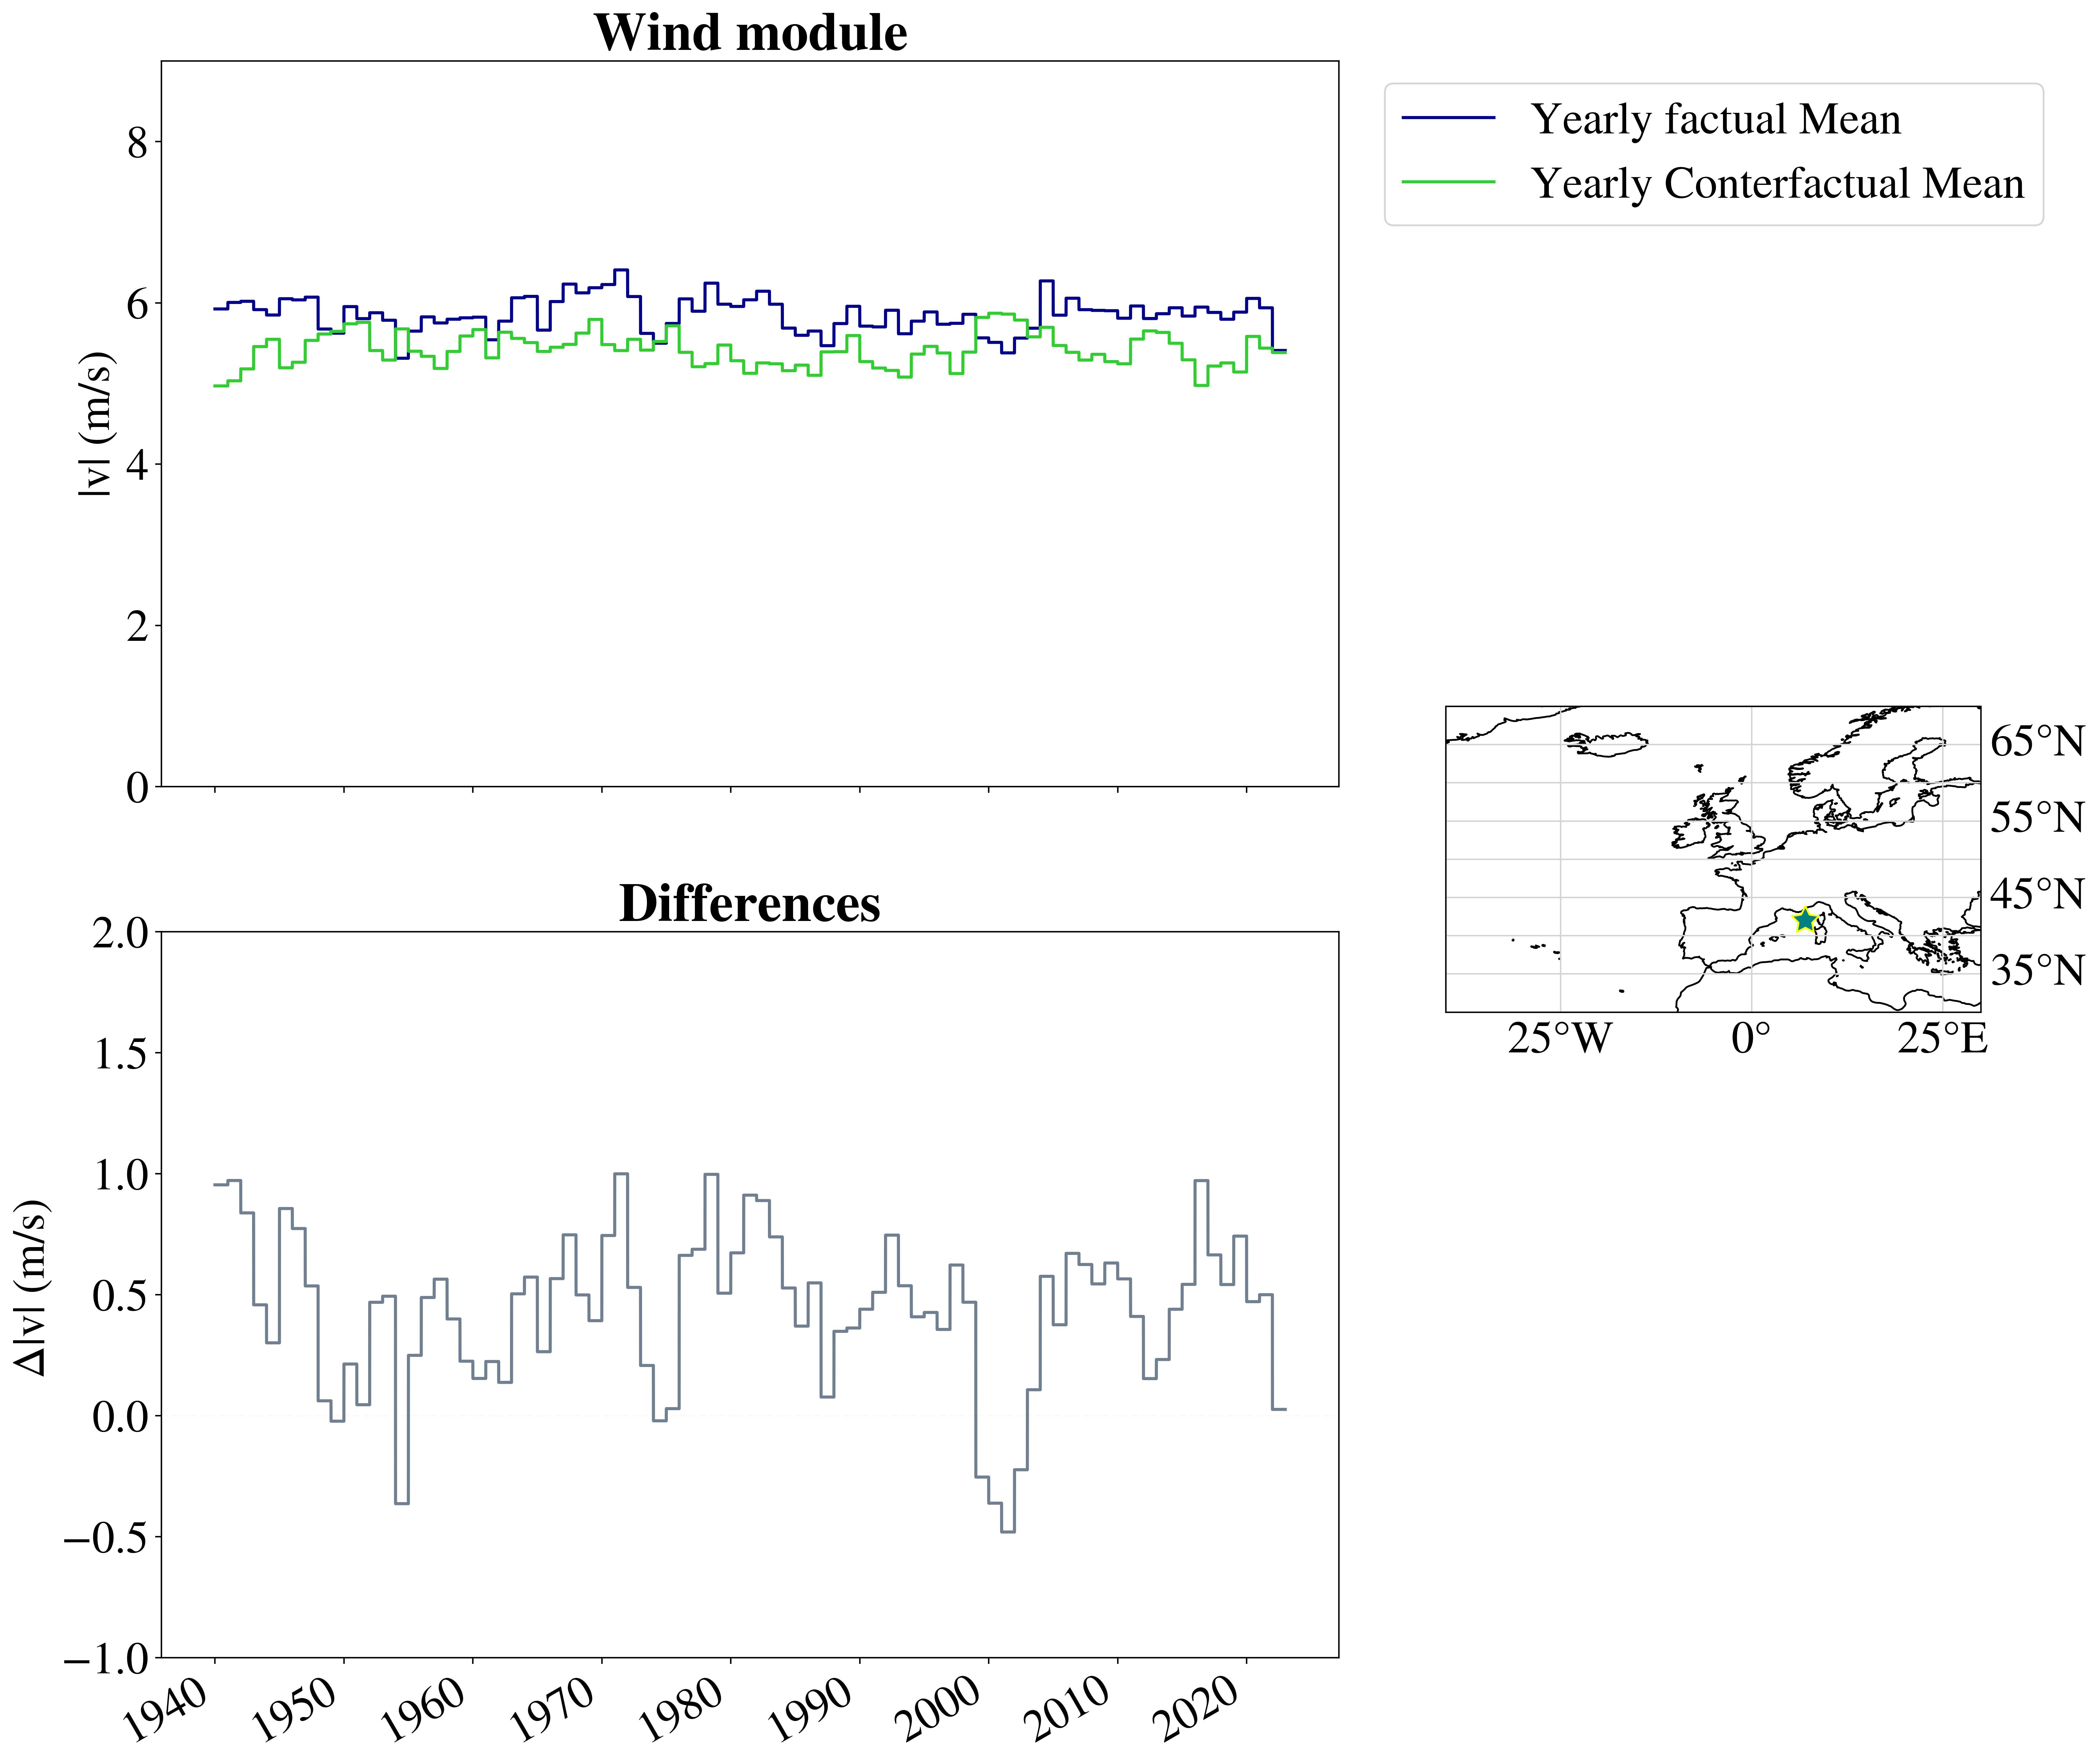 Wind module
8
6
4
2
0
|v| (m/s)
Yearly factual Mean
Yearly Conterfactual Mean
65°N
55°N
45°N
35°N
25°W 0° 25°E
Differences
2.0
1.5
1.0
0.5
0.0
−0.5
−1.0
Δ|v| (m/s)
1940 1950 1960 1970 1980 1990 2000 2010 2020